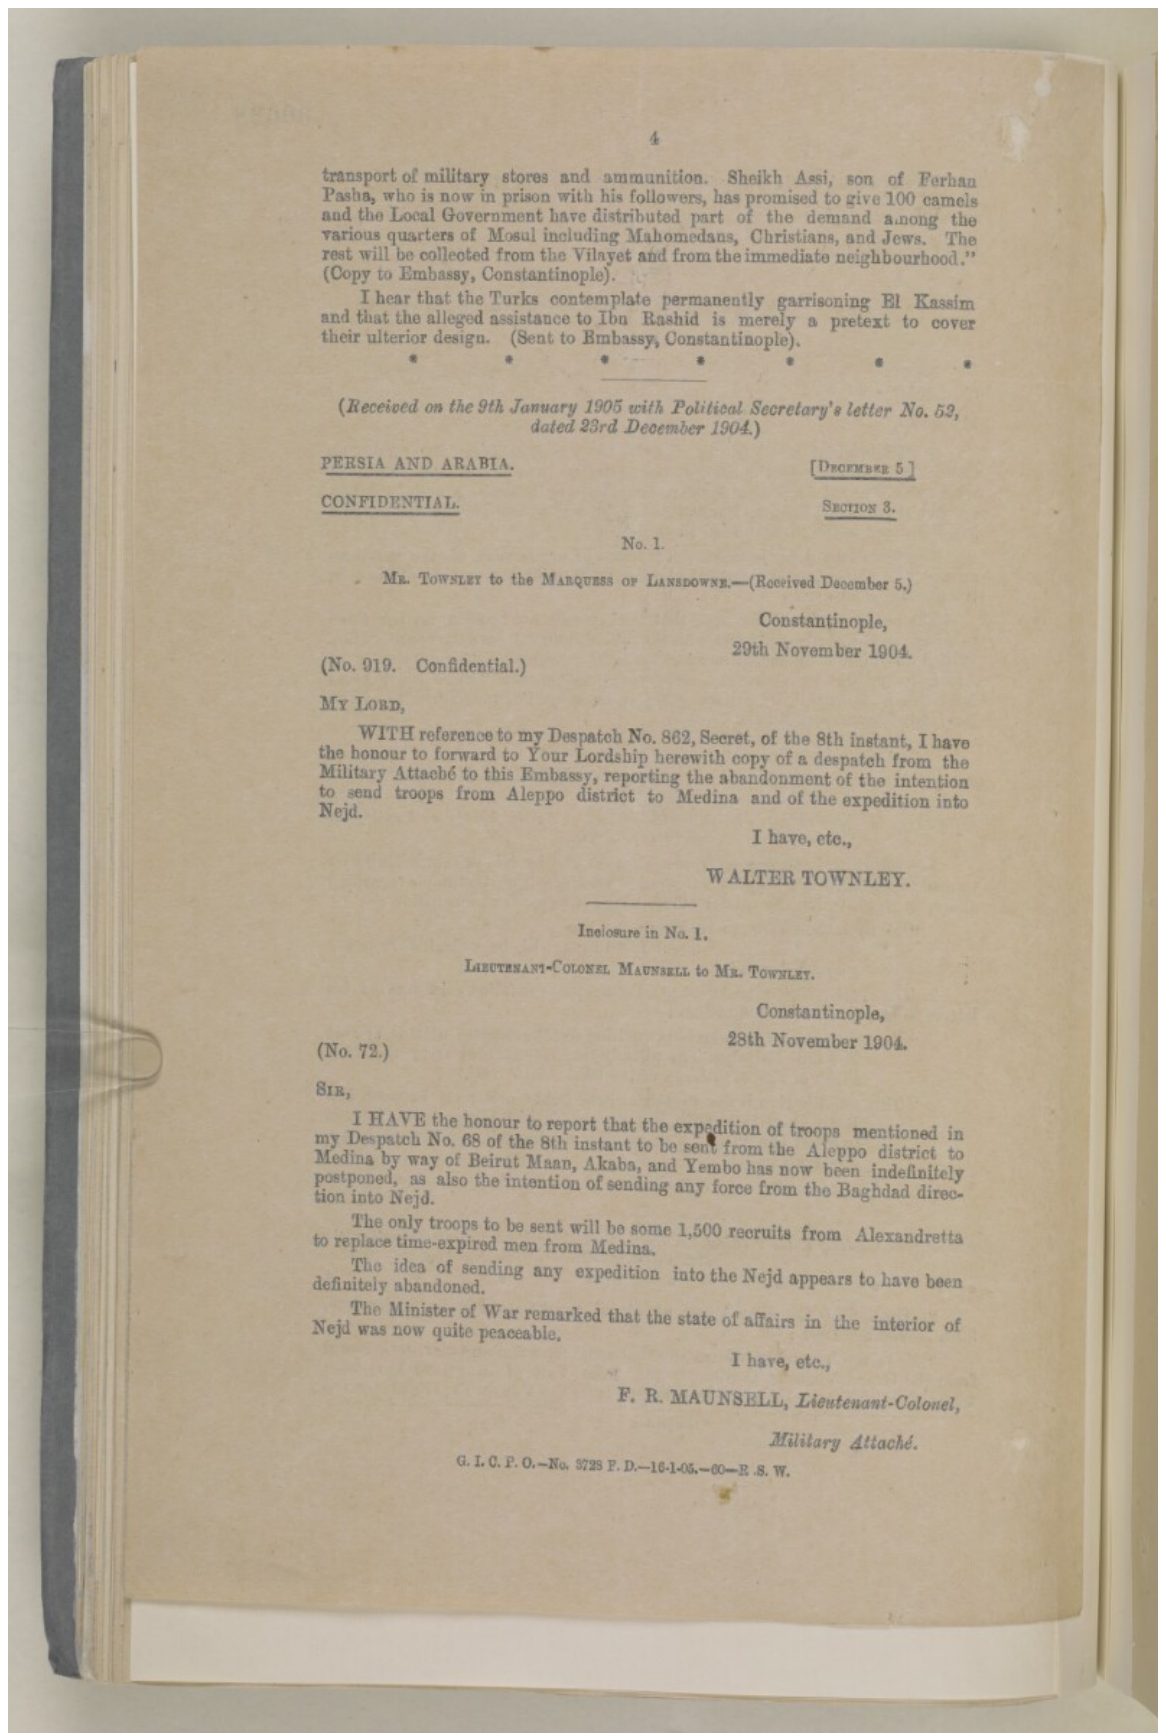 4
transport of military stores and ammunition. Sheikh Assi, son of Ferhan
Pasha, who is now in prison with his followers, has promised to give 100 camels
and the Local Government have distributed part of the demand among the
various quarters of Mosul including Mahomedans, Christians, and Jews. The
rest will be collected from the Vilayet and from the immediate neighbourhood."
(Copy to Embassy, Constantinople).
I hear that the Turks contemplate permanently garrisoning El Kassim
and that the alleged assistance to Ibn Rashid is merely a pretext to cover
their ulterior design. (Sent to Embassy, Constantinople).
* * * * * * *
(Received on the 9th January 1905 with Political Secretary's letter No. 52,
dated 23rd December 1904.)
PERSIA AND ARABIA. [DECEMBER 5]
CONFIDENTIAL. SECTION 3.
No. 1.
MR. TOWNLEY to the MARQUESS OF LANSDOWNE.—(Received December 5.)
Constantinople,
29th November 1904.
(No. 919. Confidential.)
MY LORD,
WITH reference to my Despatch No. 862, Secret, of the 8th instant, I have
the honour to forward to Your Lordship herewith copy of a despatch from the
Military Attaché to this Embassy, reporting the abandonment of the intention
to send troops from Aleppo district to Medina and of the expedition into
Nejd.
I have, etc.,
WALTER TOWNLEY.
Inclosure in No. 1.
LIEUTENANT-COLONEL MAUNSELL to MR. TOWNLEY.
Constantinople,
28th November 1904.
(No. 72.)
SIR,
I HAVE the honour to report that the expedition of troops mentioned in
my Despatch No. 68 of the 8th instant to be sent from the Aleppo district to
Medina by way of Beirut Maan, Akaba, and Yembo has now been indefinitely
postponed, as also the intention of sending any force from the Baghdad direc-
tion into Nejd.
The only troops to be sent will be some 1,500 recruits from Alexandretta
to replace time-expired men from Medina.
The idea of sending any expedition into the Nejd appears to have been
definitely abandoned.
The Minister of War remarked that the state of affairs in the interior of
Nejd was now quite peaceable.
I have, etc.,
F. R. MAUNSELL, Lieutenant-Colonel,
Military Attaché.
G. I. C. P. O.—No. 3728 F. D.—16-1-05.—60—R. S. W.